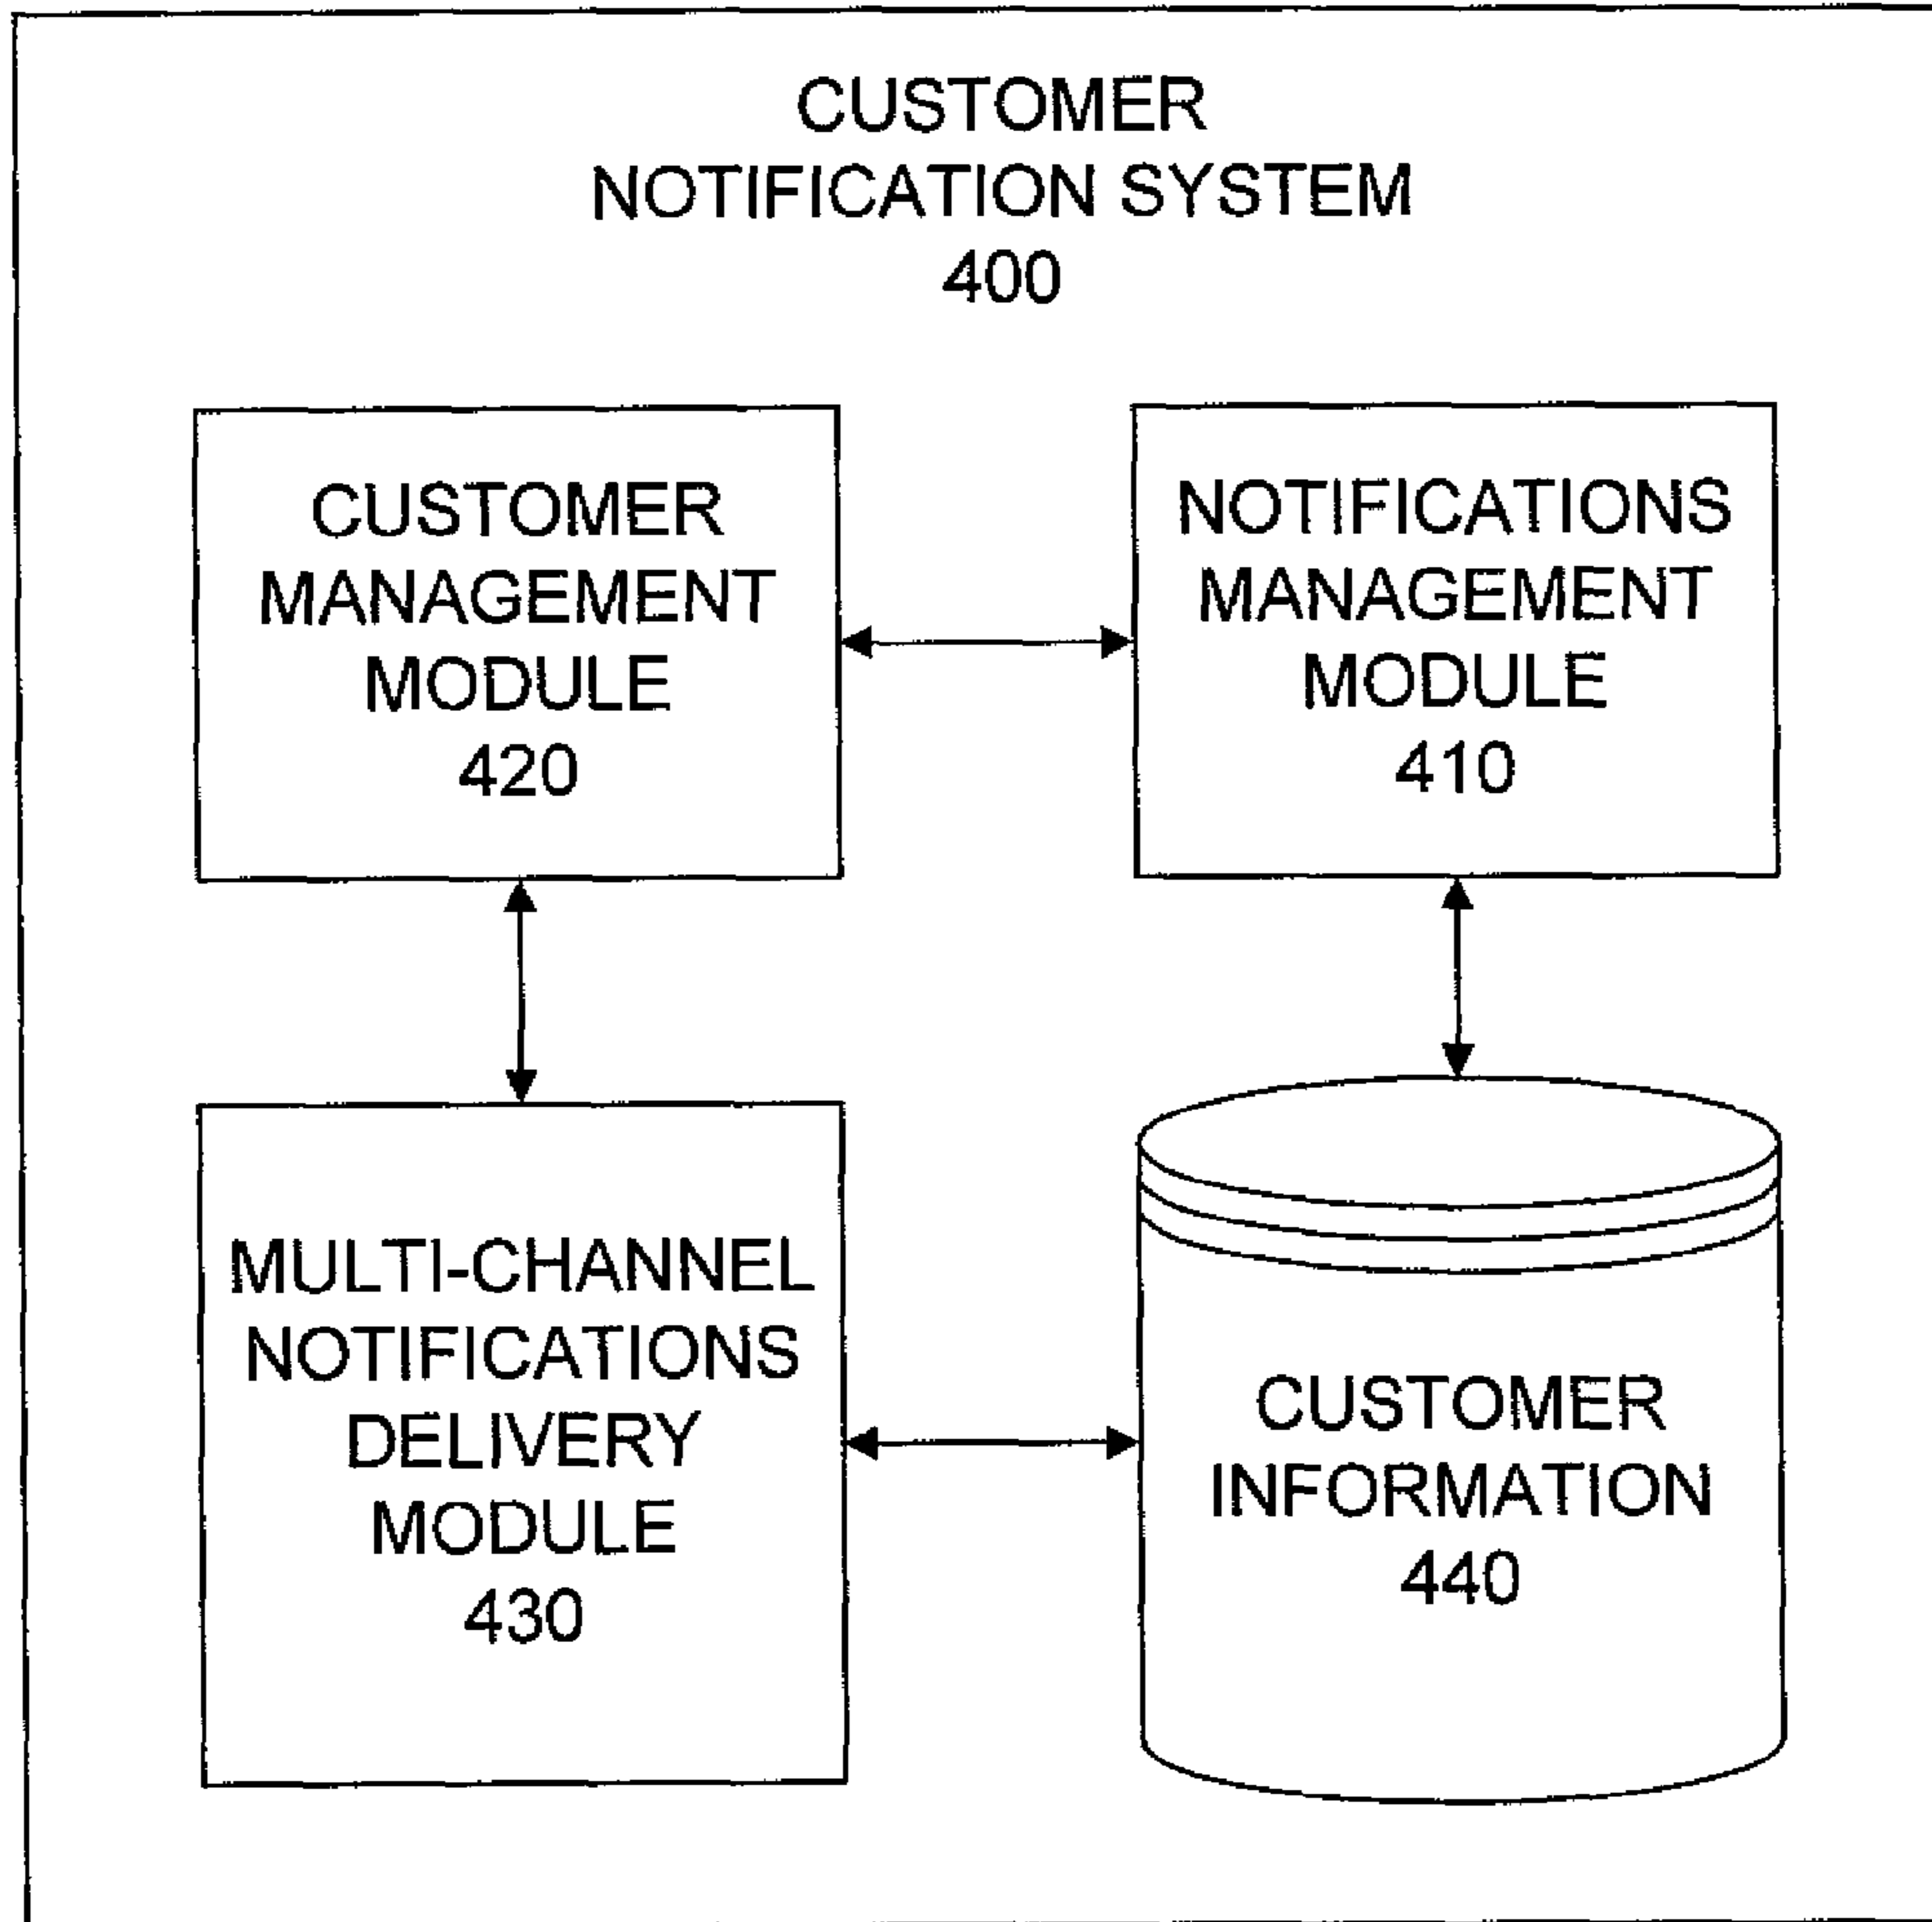 CUSTOMER
NOTIFICATION SYSTEM
400
CUSTOMER
MANAGEMENT
MODULE
420
NOTIFICATIONS
MANAGEMENT
MODULE
410
MULTI-CHANNEL
NOTIFICATIONS
DELIVERY
MODULE
430
CUSTOMER
INFORMATION
440